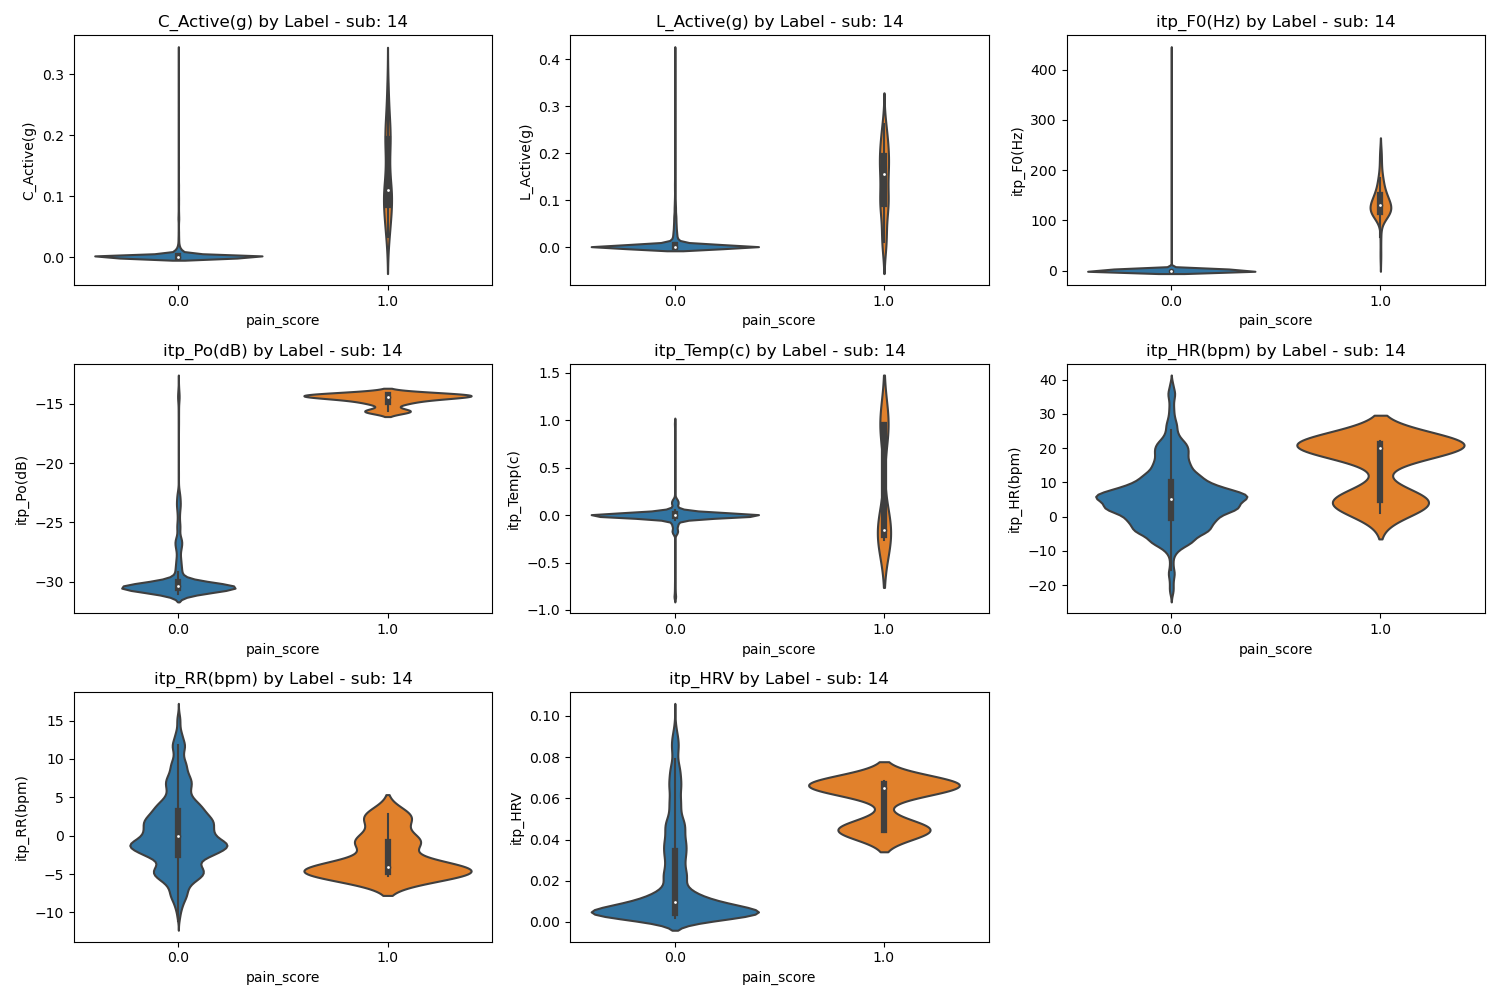 C_Active(g) by Label - sub: 14
L_Active(g) by Label - sub: 14
itp_F0(Hz) by Label - sub: 14
C_Active(g)
0.3
0.2
0.1
0.0
0.0 1.0
pain_score
L_Active(g)
0.4
0.3
0.2
0.1
0.0
0.0 1.0
pain_score
itp_F0(Hz)
400
300
200
100
0
0.0 1.0
pain_score
itp_Po(dB) by Label - sub: 14
itp_Temp(c) by Label - sub: 14
itp_HR(bpm) by Label - sub: 14
itp_Po(dB)
−15
−20
−25
−30
0.0 1.0
pain_score
itp_Temp(c)
1.5
1.0
0.5
0.0
−0.5
−1.0
0.0 1.0
pain_score
itp_HR(bpm)
40
30
20
10
0
−10
−20
0.0 1.0
pain_score
itp_RR(bpm) by Label - sub: 14
itp_HRV by Label - sub: 14
itp_RR(bpm)
15
10
5
0
−5
−10
0.0 1.0
pain_score
itp_HRV
0.10
0.08
0.06
0.04
0.02
0.00
0.0 1.0
pain_score